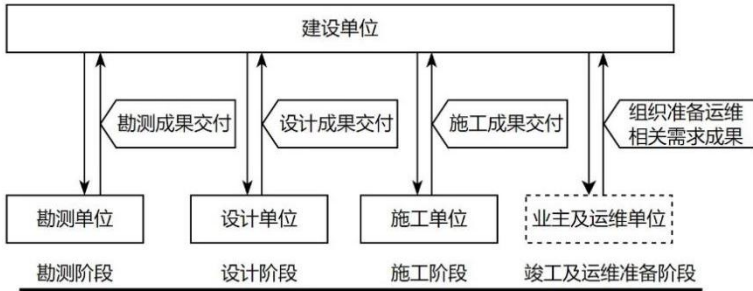 建设单位
勘测成果交付
设计成果交付
施工成果交付
组织准备运维
相关需求成果
勘测单位
设计单位
施工单位
业主及运维单位
勘测阶段
设计阶段
施工阶段
竣工及运维准备阶段